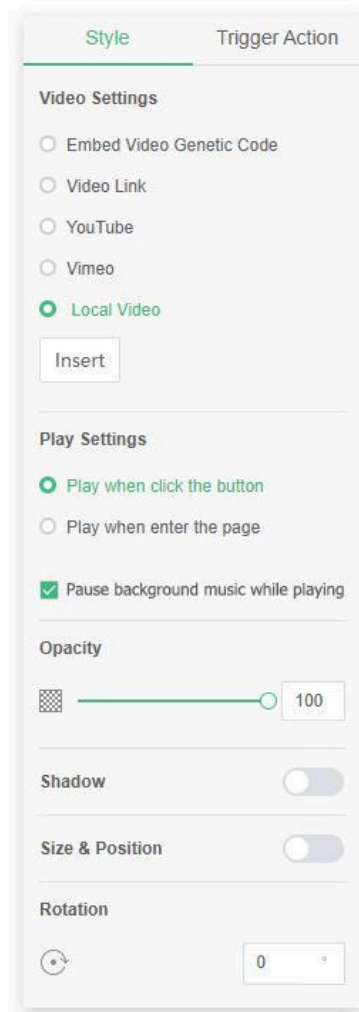 Style Trigger Action
Video Settings
Embed Video Genetic Code
Video Link
YouTube
Vimeo
Local Video
Insert
Play Settings
Play when click the button
Play when enter the page
Pause background music while playing
Opacity
100
Shadow
Size & Position
Rotation
0 °